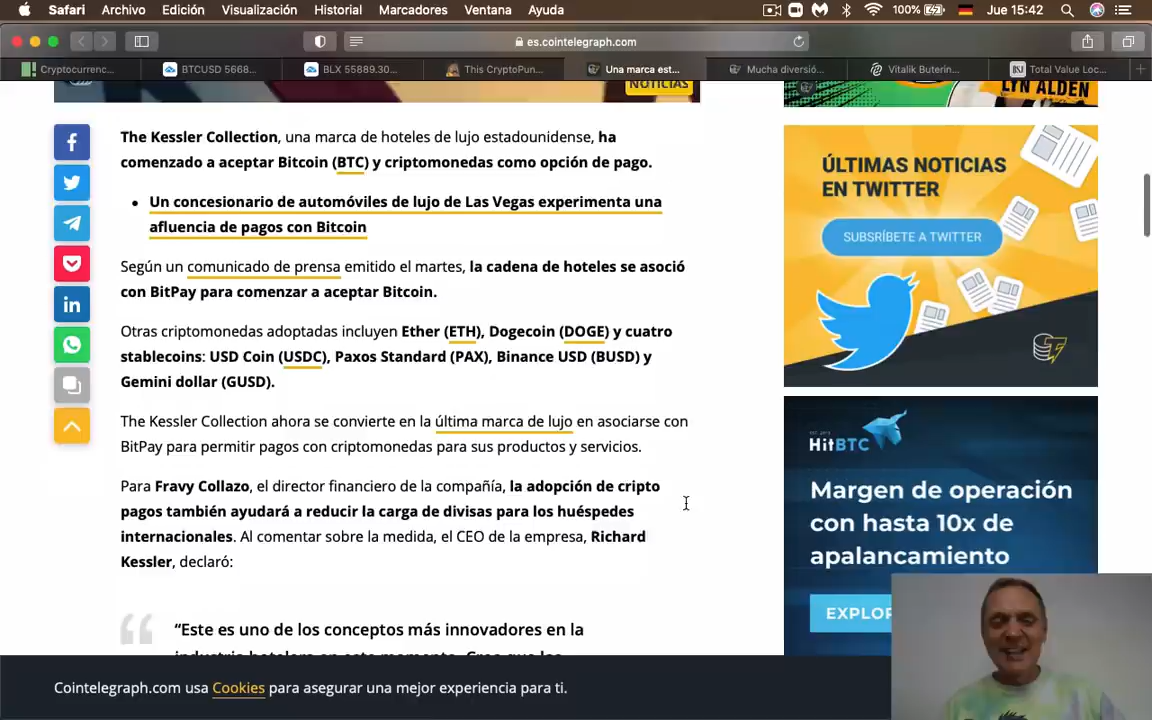 Safari Archivo Edición Visualización Historial Marcadores Ventana Ayuda 100% Jue 15:42
es.cointelegraph.com
Cryptocurrenc... BTCUSD 5668... BLX 55889.30... This CryptoPun... Una marca est... Mucha diversió... Vitalik Buterin... Total Value Loc...
NOTICIAS
LYN ALDEN
The Kessler Collection, una marca de hoteles de lujo estadounidense, ha
comenzado a aceptar Bitcoin (BTC) y criptomonedas como opción de pago.
• Un concesionario de automóviles de lujo de Las Vegas experimenta una
afluencia de pagos con Bitcoin
Según un comunicado de prensa emitido el martes, la cadena de hoteles se asoció
con BitPay para comenzar a aceptar Bitcoin.
Otras criptomonedas adoptadas incluyen Ether (ETH), Dogecoin (DOGE) y cuatro
stablecoins: USD Coin (USDC), Paxos Standard (PAX), Binance USD (BUSD) y
Gemini dollar (GUSD).
The Kessler Collection ahora se convierte en la última marca de lujo en asociarse con
BitPay para permitir pagos con criptomonedas para sus productos y servicios.
Para Fravy Collazo, el director financiero de la compañía, la adopción de cripto
pagos también ayudará a reducir la carga de divisas para los huéspedes
internacionales. Al comentar sobre la medida, el CEO de la empresa, Richard
Kessler, declaró:
“Este es uno de los conceptos más innovadores en la
ÚLTIMAS NOTICIAS
EN TWITTER
SUBSRÍBETE A TWITTER
HitBTC
Margen de operación
con hasta 10x de
apalancamiento
EXPLOR
Cointelegraph.com usa Cookies para asegurar una mejor experiencia para ti.